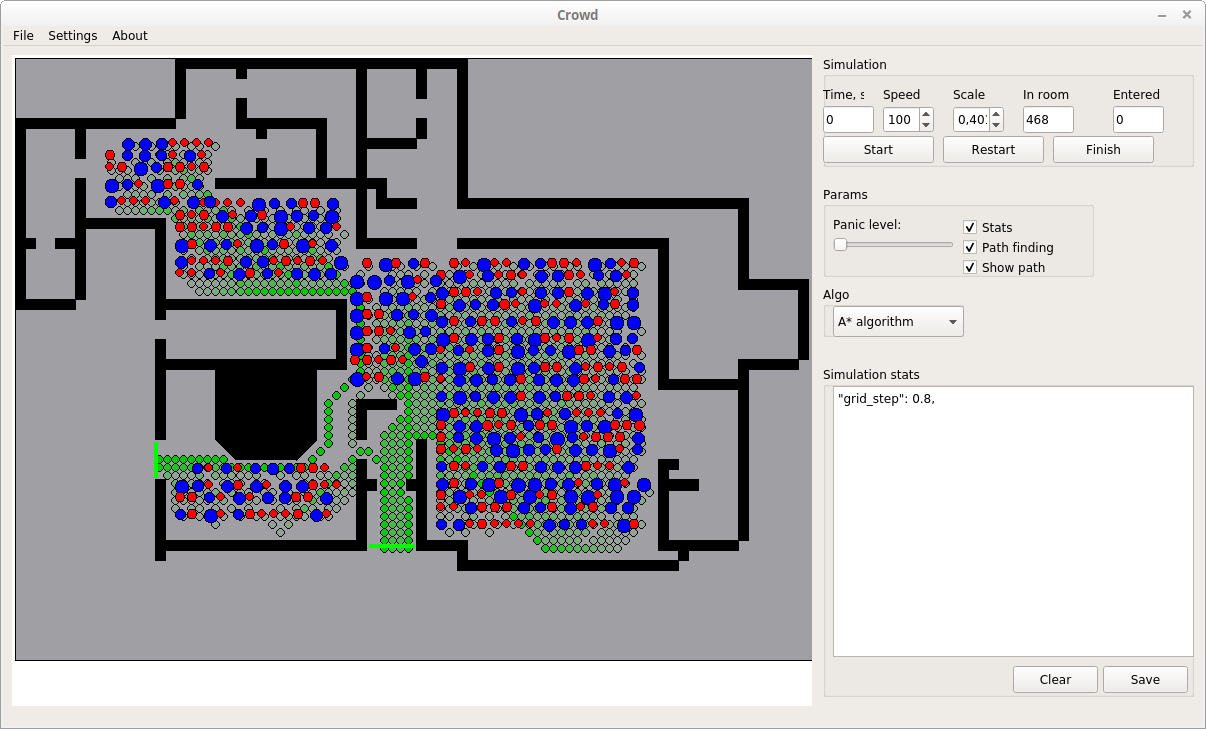 Crowd
File Settings About
Simulation
Time, s Speed Scale In room Entered
0 100 0,401 468 0
Start Restart Finish
Params
Panic level:
Stats
Path finding
Show path
Algo
A* algorithm
Simulation stats
"grid_step": 0.8,
Clear Save